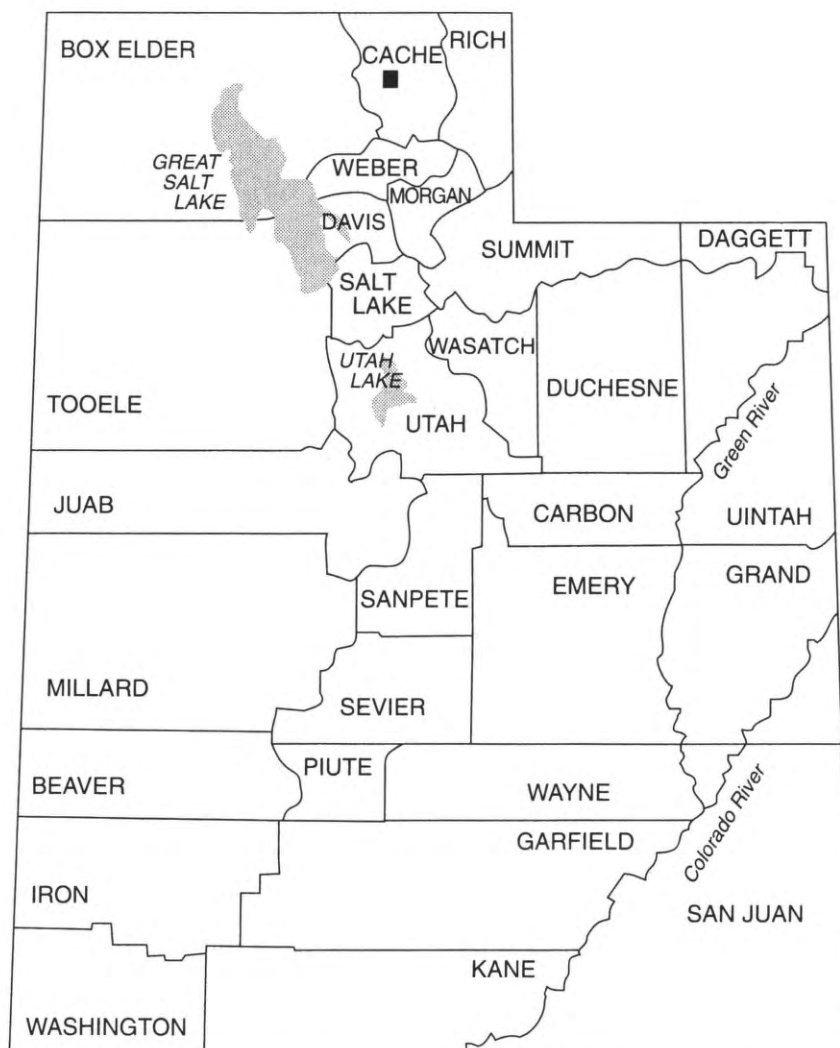 BOX ELDER
CACHE
RICH
GREAT
SALT
LAKE
WEBER
MORGAN
DAVIS
SUMMIT
DAGGETT
SALT
LAKE
WASATCH
UTAH
LAKE
DUCHESNE
TOOELE
UTAH
Green River
JUAB
CARBON
UINTAH
SANPETE
EMERY
GRAND
MILLARD
SEVIER
BEAVER
PIUTE
WAYNE
Colorado River
GARFIELD
IRON
SAN JUAN
KANE
WASHINGTON